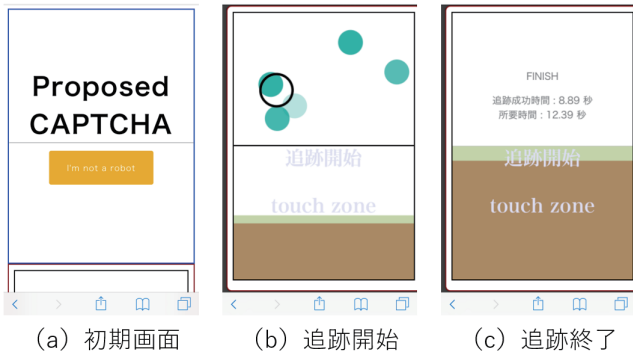 Proposed
CAPTCHA
I'm not a robot
追跡開始
touch zone
FINISH
追跡成功時間 : 8.89 秒
所要時間 : 12.39 秒
追跡開始
touch zone
(a) 初期画面
(b) 追跡開始
(c) 追跡終了